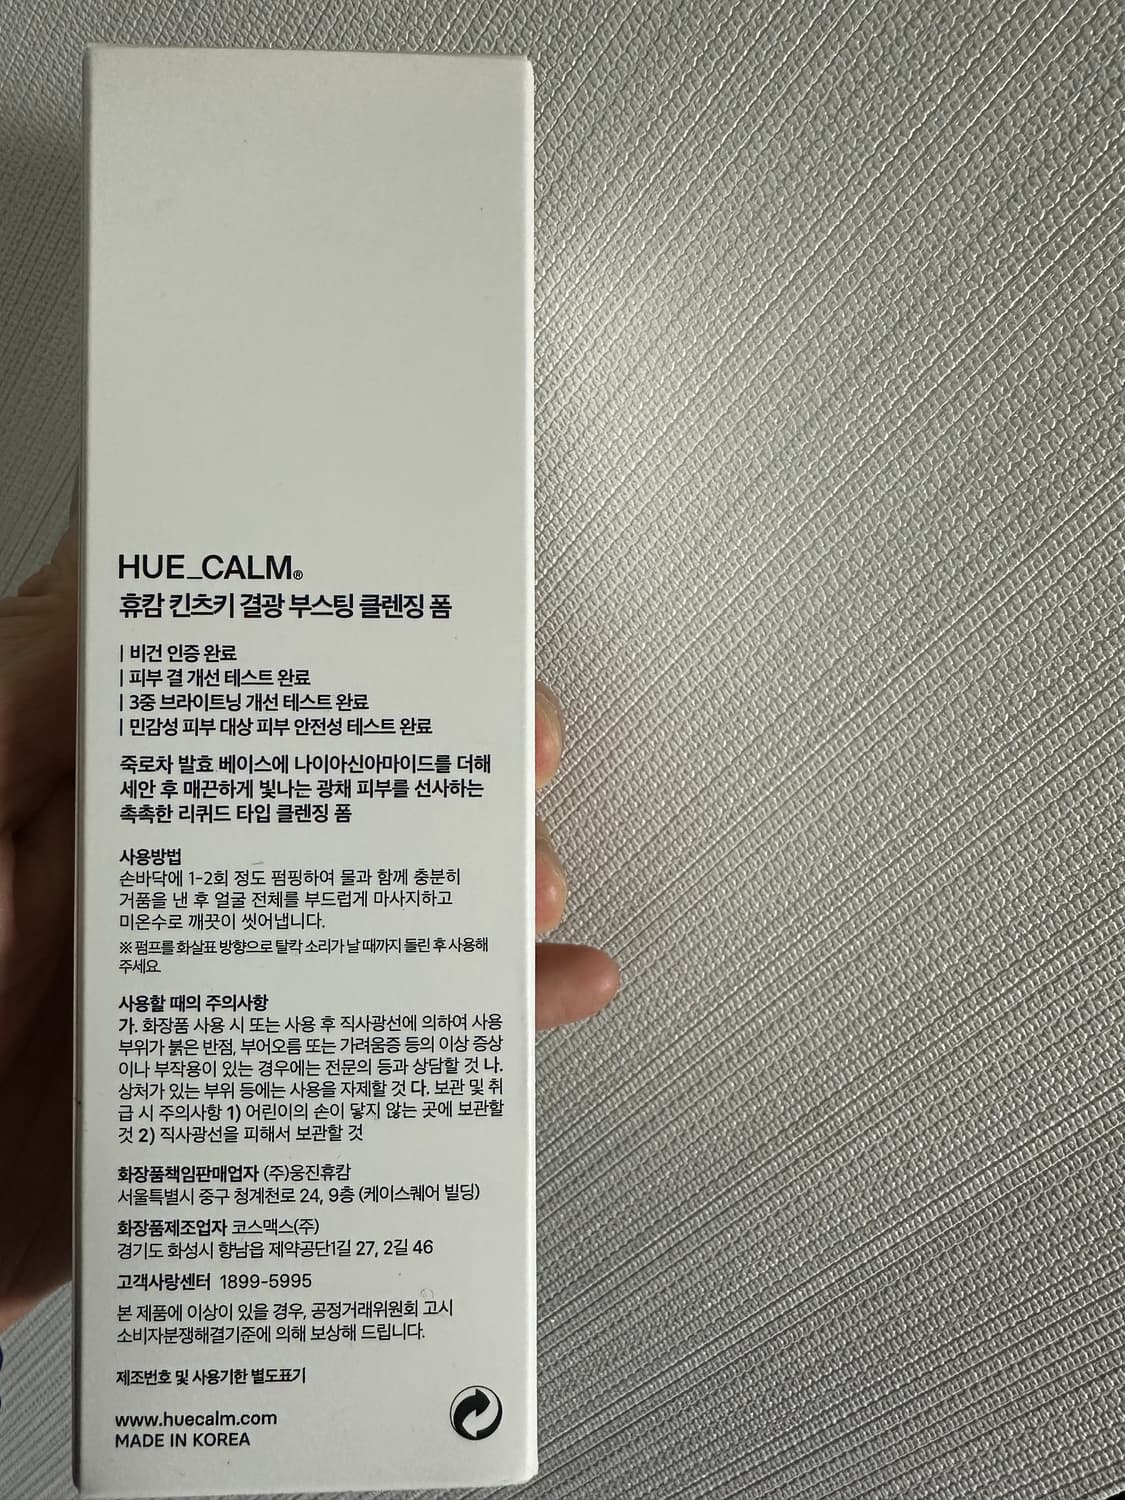 HUE_CALM®
휴캄 킨츠키 결광 부스팅 클렌징 폼
| 비건 인증 완료
| 피부 결 개선 테스트 완료
| 3중 브라이트닝 개선 테스트 완료
| 민감성 피부 대상 피부 안전성 테스트 완료
죽로차 발효 베이스에 나이아신아마이드를 더해
세안 후 매끈하게 빛나는 광채 피부를 선사하는
촉촉한 리퀴드 타입 클렌징 폼
사용방법
손바닥에 1-2회 정도 펌핑하여 물과 함께 충분히
거품을 낸 후 얼굴 전체를 부드럽게 마사지하고
미온수로 깨끗이 씻어냅니다.
※ 펌프를 화살표 방향으로 탈칵 소리가 날 때까지 돌린 후 사용해
주세요.
사용할 때의 주의사항
가. 화장품 사용 시 또는 사용 후 직사광선에 의하여 사용
부위가 붉은 반점, 부어오름 또는 가려움증 등의 이상 증상
이나 부작용이 있는 경우에는 전문의 등과 상담할 것 나.
상처가 있는 부위 등에는 사용을 자제할 것 다. 보관 및 취
급 시 주의사항 1) 어린이의 손이 닿지 않는 곳에 보관할
것 2) 직사광선을 피해서 보관할 것
화장품책임판매업자 (주)웅진휴캄
서울특별시 중구 청계천로 24, 9층 (케이스퀘어 빌딩)
화장품제조업자 코스맥스(주)
경기도 화성시 향남읍 제약공단1길 27, 2길 46
고객사랑센터 1899-5995
본 제품에 이상이 있을 경우, 공정거래위원회 고시
소비자분쟁해결기준에 의해 보상해 드립니다.
제조번호 및 사용기한 별도표기
www.huecalm.com
MADE IN KOREA